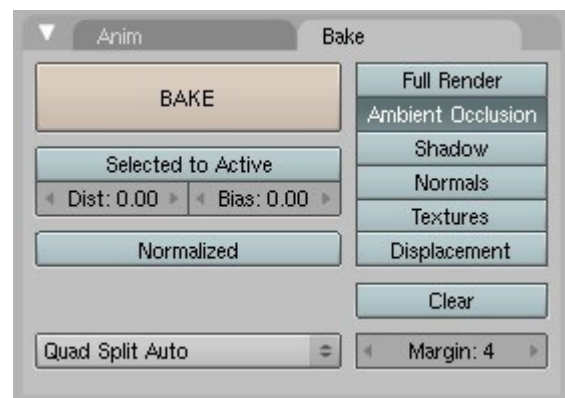 Anim
Bake
BAKE
Selected to Active
Dist: 0.00
Bias: 0.00
Normalized
Quad Split Auto
Full Render
Ambient Occlusion
Shadow
Normals
Textures
Displacement
Clear
Margin: 4